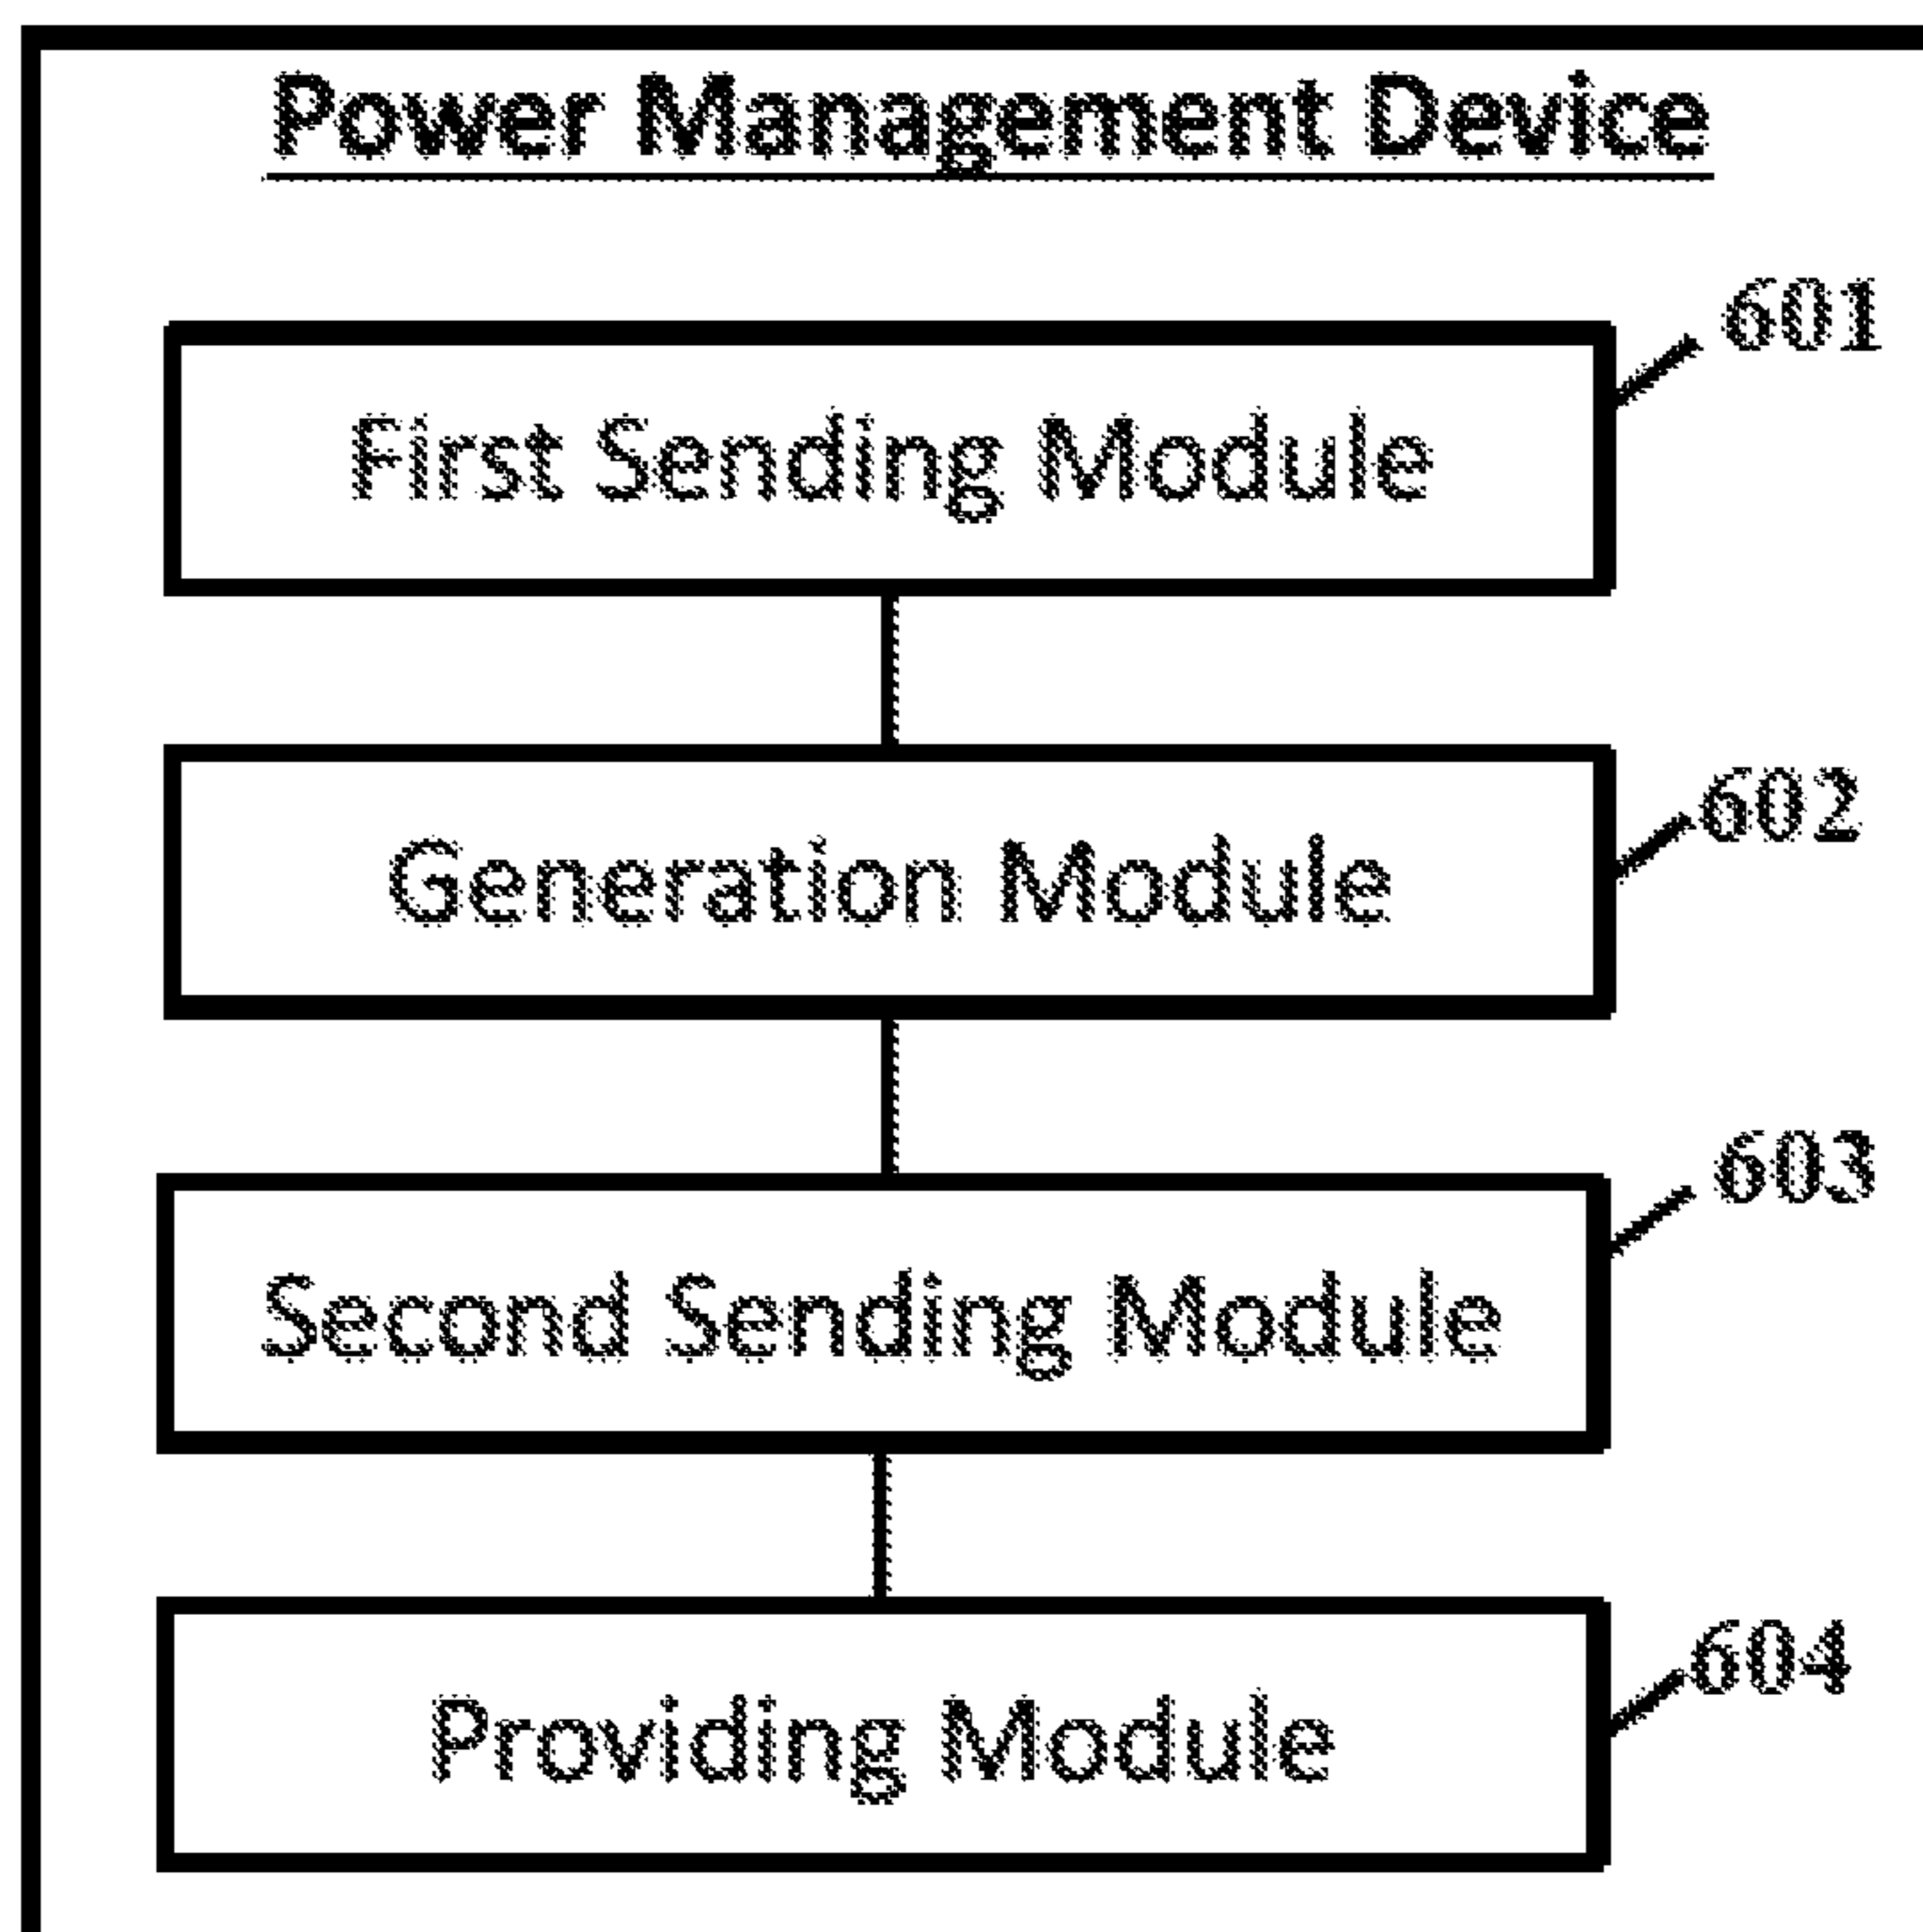 Power Management Device
601
First Sending Module
602
Generation Module
603
Second Sending Module
604
Providing Module